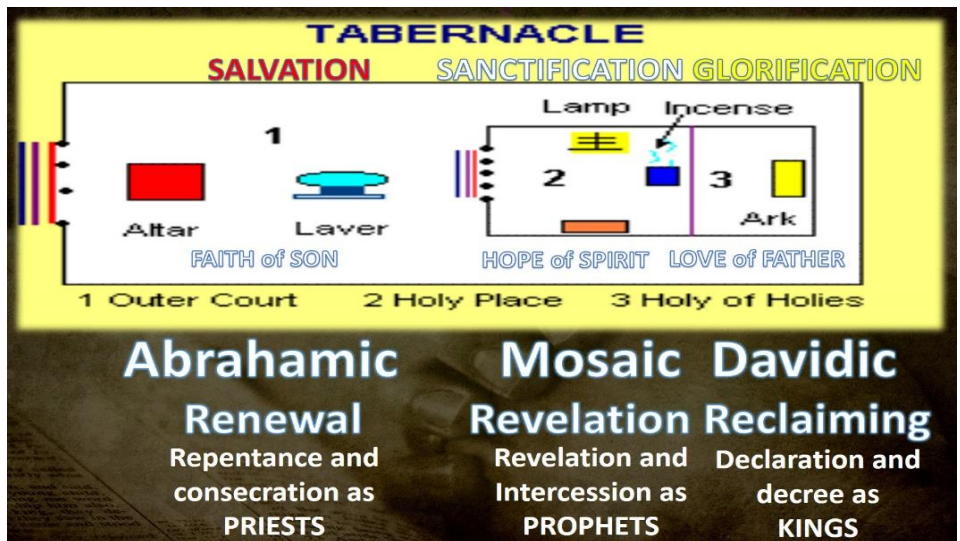 TABERNACLE
SALVATION SANCTIFICATION GLORIFICATION
Lamp Incense
1
2 3
Altar Laver Ark
FAITH of SON HOPE of SPIRIT LOVE of FATHER
1 Outer Court 2 Holy Place 3 Holy of Holies
Abrahamic Mosaic Davidic
Renewal Revelation Reclaiming
Repentance and Revelation and Declaration and
consecration as Intercession as decree as
PRIESTS PROPHETS KINGS